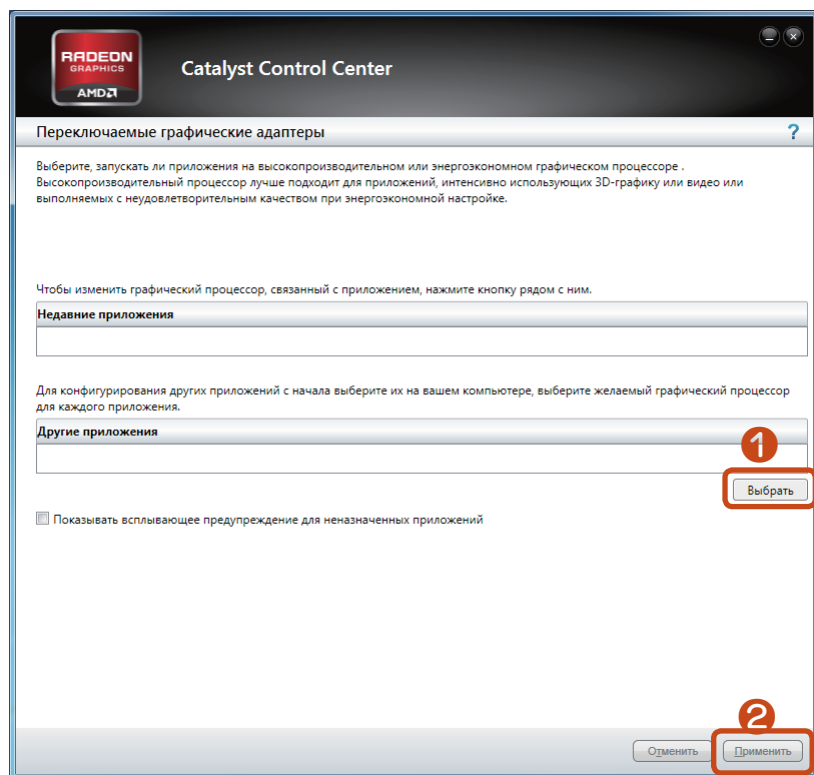 RADEON
GRAPHICS
AMD
Catalyst Control Center
Переключаемые графические адаптеры
?
Выберите, запускать ли приложения на высокопроизводительном или энергоэкономном графическом процессоре .
Высокопроизводительный процессор лучше подходит для приложений, интенсивно использующих 3D-графику или видео или
выполняемых с неудовлетворительным качеством при энергоэкономной настройке.
Чтобы изменить графический процессор, связанный с приложением, нажмите кнопку рядом с ним.
Недавние приложения
Для конфигурирования других приложений с начала выберите их на вашем компьютере, выберите желаемый графический процессор
для каждого приложения.
Другие приложения
1
Выбрать
Показывать всплывающее предупреждение для неназначенных приложений
2
Отменить
Применить